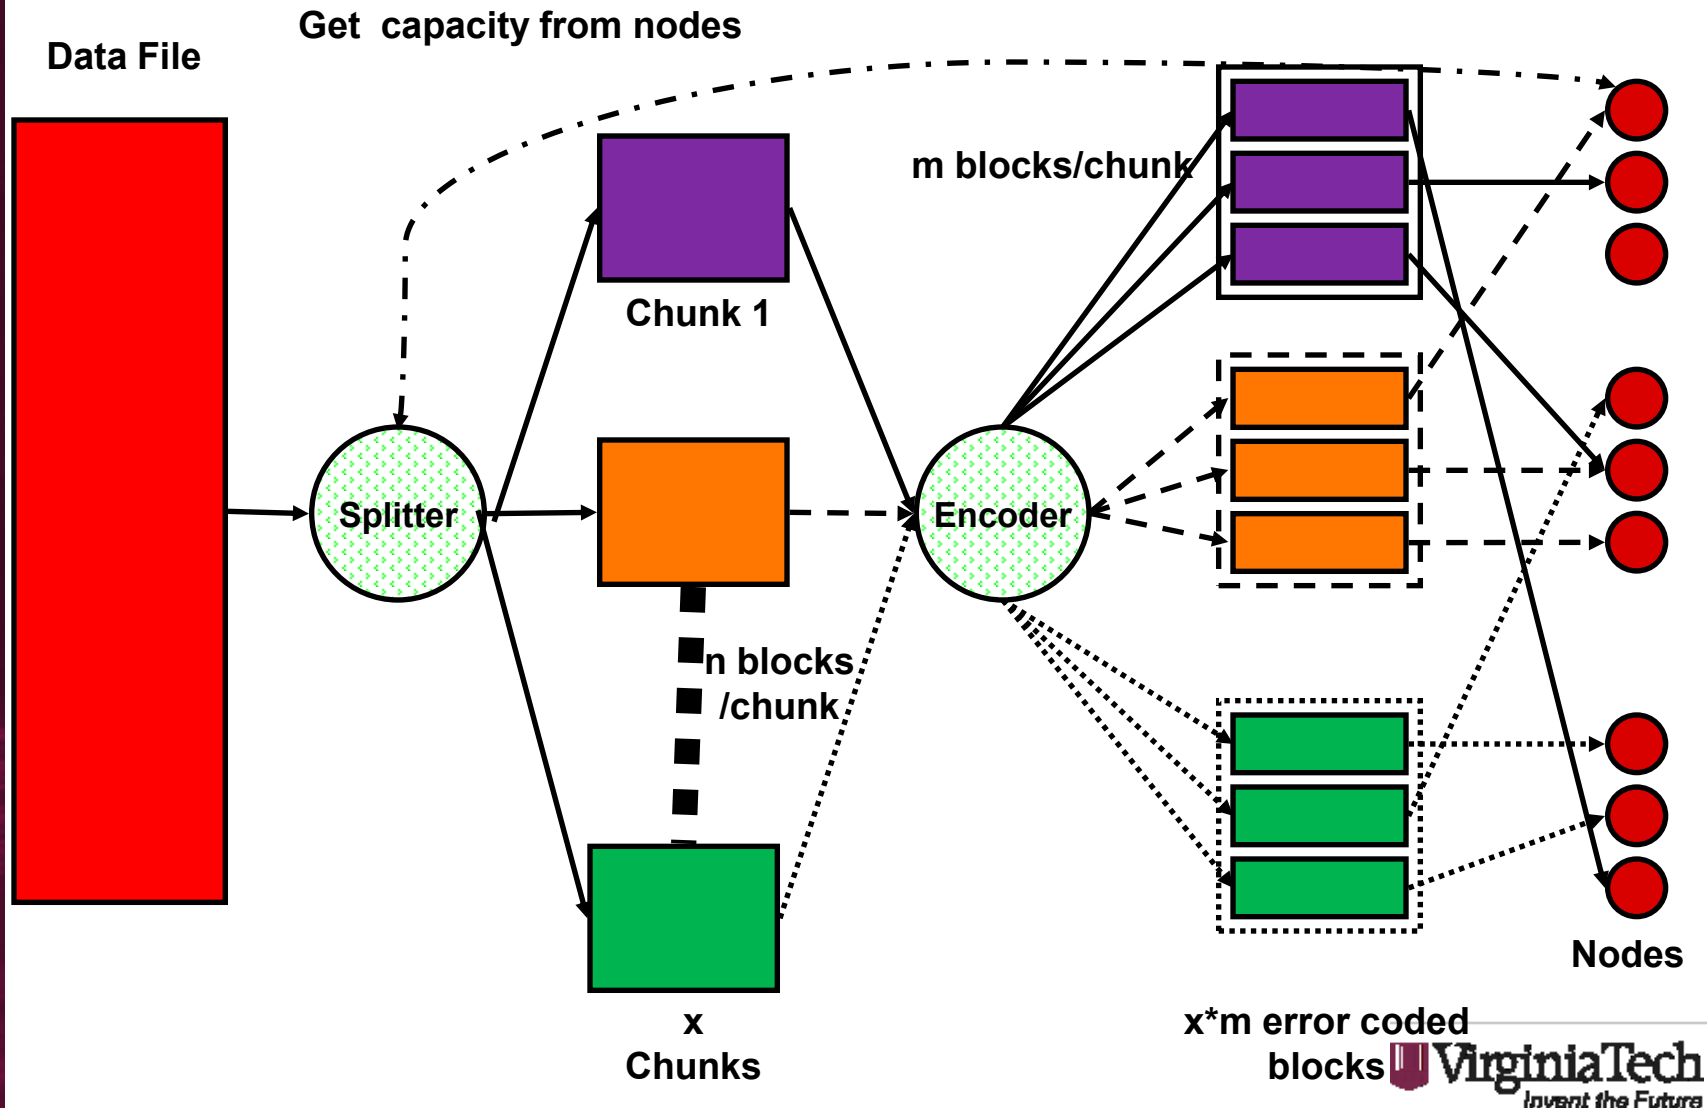 Get capacity from nodes
Data File
m blocks/chunk
Chunk 1
Splitter
Encoder
n blocks
/chunk
Nodes
x
Chunks
x*m error coded
blocks
VirginiaTech
Invent the Future